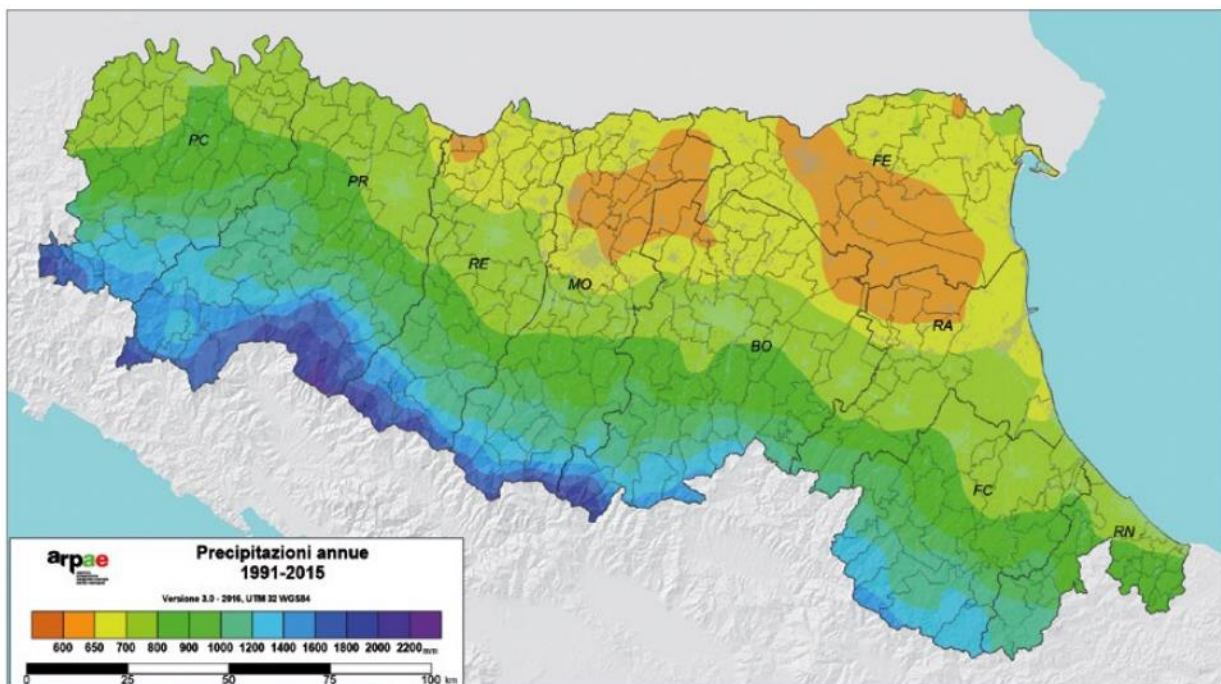 PC
FE
PR
RE
MO
RA
BO
FC
RN
arpae
Precipitazioni annue
1991-2015
Versione 3.0 - 2016, UTM 32 WGS84
600 650 700 800 900 1000 1200 1400 1600 1800 2000 2200 mm
0 25 50 75 100 km